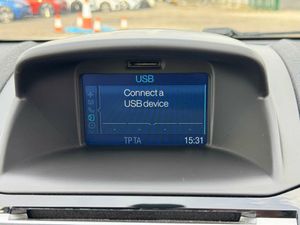 USB
Connect a
USB device
TP TA
15:31